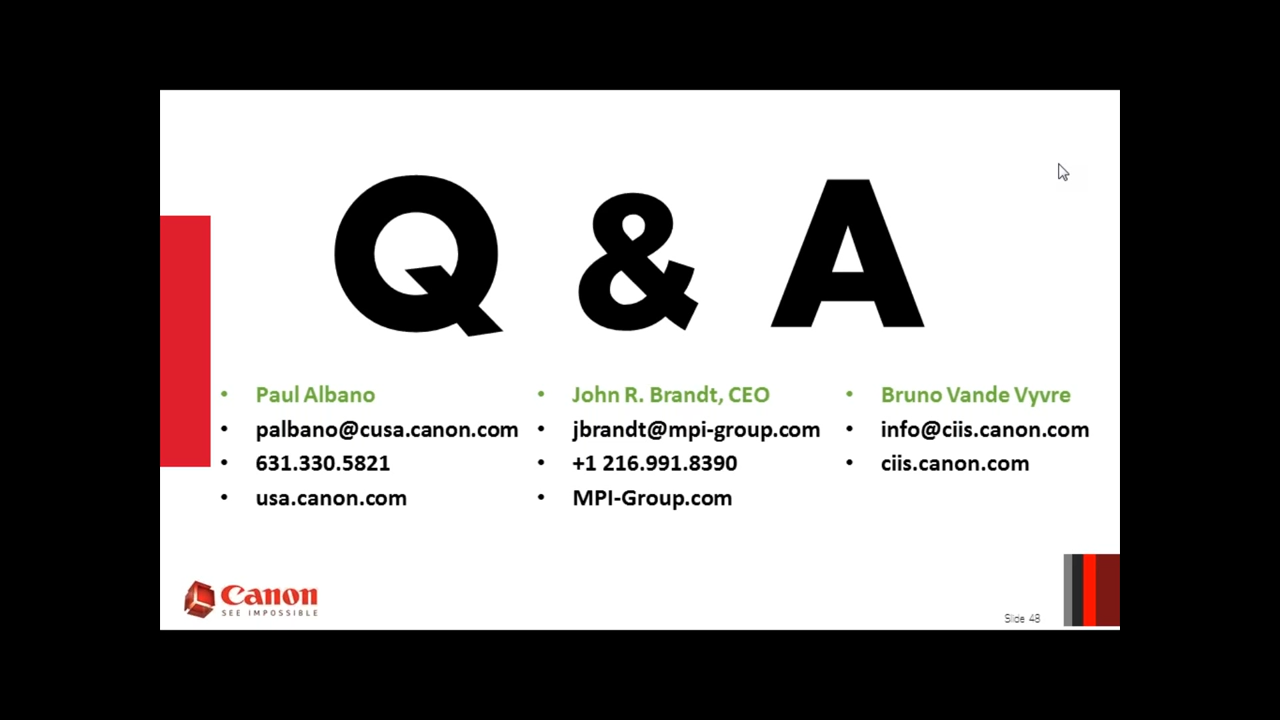 Q & A
• Paul Albano
• palbano@cusa.canon.com
• 631.330.5821
• usa.canon.com
• John R. Brandt, CEO
• jbrandt@mpi-group.com
• +1 216.991.8390
• MPI-Group.com
• Bruno Vande Vyvre
• info@ciis.canon.com
• ciis.canon.com
Canon
SEE IMPOSSIBLE
Slide 48